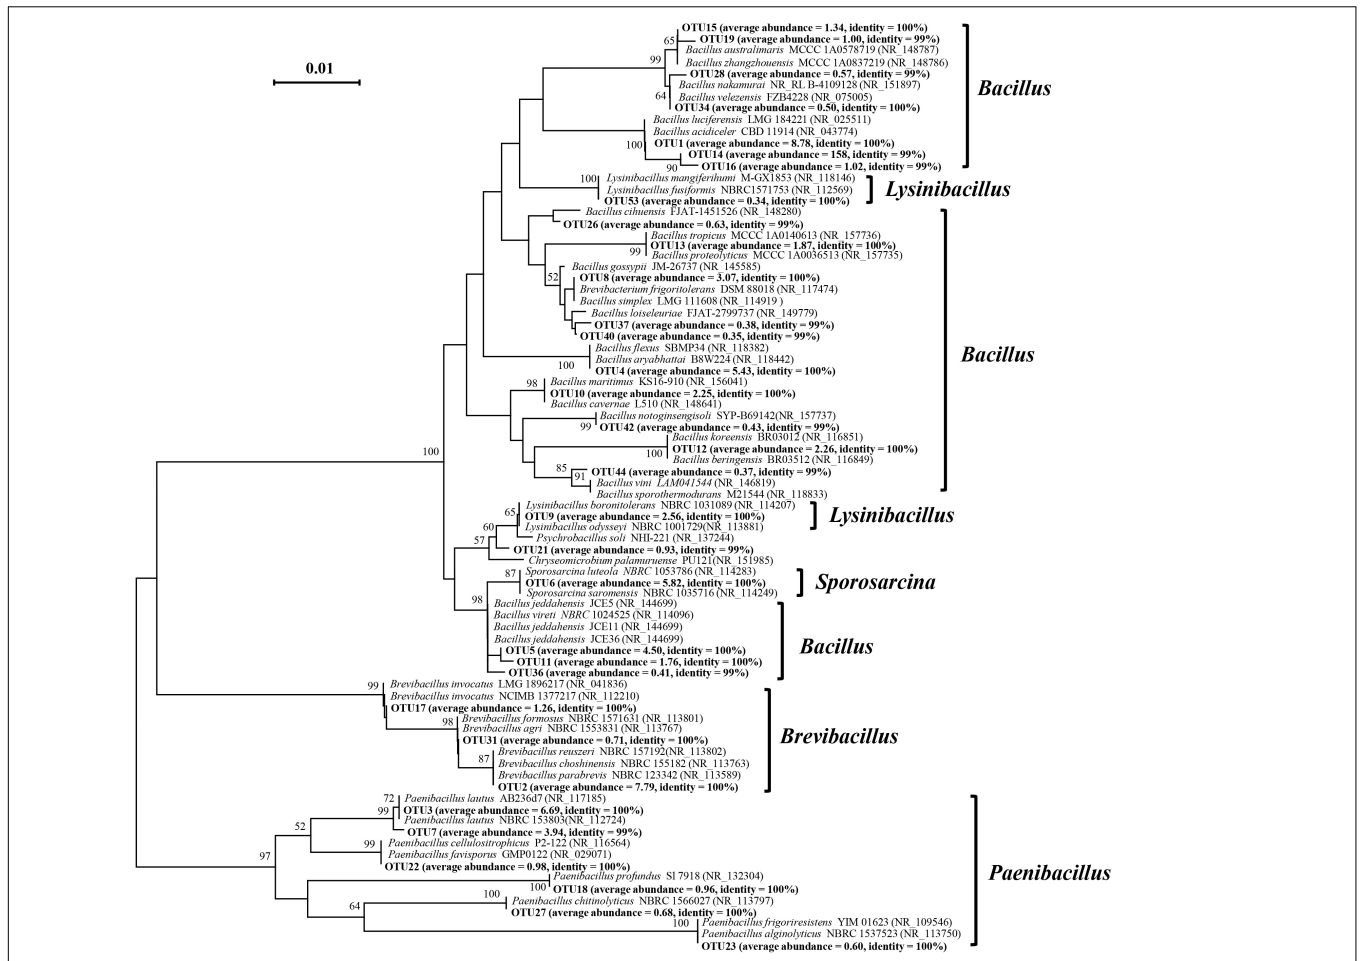 0.01
OTU15 (average abundance = 1.34, identity = 100%)
65
OTU19 (average abundance = 1.00, identity = 99%)
Bacillus australimaris MCCC 1A0578719 (NR_148787)
99
Bacillus zhangzhouensis MCCC 1A0837219 (NR_148786)
OTU28 (average abundance = 0.57, identity = 99%)
Bacillus nakamurai NR_RL B-4109128 (NR_151897)
64
Bacillus velezensis FZB4228 (NR_075005)
OTU34 (average abundance = 0.50, identity = 100%)
Bacillus luciferensis LMG 184221 (NR_025511)
Bacillus acidiceler CBD 11914 (NR_043774)
100
OTU1 (average abundance = 8.78, identity = 100%)
OTU14 (average abundance = 158, identity = 99%)
90
OTU16 (average abundance = 1.02, identity = 99%)
Bacillus
100
Lysinibacillus mangiferihumi M-GX1853 (NR_118146)
Lysinibacillus fusiformis NBRC1571753 (NR_112569)
OTU53 (average abundance = 0.34, identity = 100%)
Lysinibacillus
Bacillus cihuensis FJAT-1451526 (NR_148280)
OTU26 (average abundance = 0.63, identity = 99%)
Bacillus tropicus MCCC 1A0140613 (NR_157736)
OTU13 (average abundance = 1.87, identity = 100%)
99
Bacillus proteolyticus MCCC 1A0036513 (NR_157735)
Bacillus gossypii JM-26737 (NR_145585)
52
OTU8 (average abundance = 3.07, identity = 100%)
Brevibacterium frigoritolerans DSM 88018 (NR_117474)
Bacillus simplex LMG 111608 (NR_114919 )
Bacillus loiseleuriae FJAT-2799737 (NR_149779)
OTU37 (average abundance = 0.38, identity = 99%)
OTU40 (average abundance = 0.35, identity = 99%)
Bacillus flexus SBMP34 (NR_118382)
Bacillus aryabhattai B8W224 (NR_118442)
100
OTU4 (average abundance = 5.43, identity = 100%)
98
Bacillus maritimus KS16-910 (NR_156041)
OTU10 (average abundance = 2.25, identity = 100%)
Bacillus cavernae L510 (NR_148641)
Bacillus notoginsengisoli SYP-B69142(NR_157737)
99
OTU42 (average abundance = 0.43, identity = 99%)
Bacillus koreensis BR03012 (NR_116851)
100
OTU12 (average abundance = 2.26, identity = 100%)
Bacillus beringensis BR03512 (NR_116849)
85
OTU44 (average abundance = 0.37, identity = 99%)
91
Bacillus vini LAM041544 (NR_146819)
Bacillus sporothermodurans M21544 (NR_118833)
Bacillus
100
Lysinibacillus boronitolerans NBRC 1031089 (NR_114207)
65
OTU9 (average abundance = 2.56, identity = 100%)
Lysinibacillus odysseyi NBRC 1001729(NR_113881)
60
Psychrobacillus soli NHI-221 (NR_137244)
57
OTU21 (average abundance = 0.93, identity = 99%)
Chryseomicrobium palamuruense PU121(NR_151985)
Lysinibacillus
87
Sporosarcina luteola NBRC 1053786 (NR_114283)
OTU6 (average abundance = 5.82, identity = 100%)
Sporosarcina saromensis NBRC 1035716 (NR_114249)
Sporosarcina
98
Bacillus jeddahensis JCE5 (NR_144699)
Bacillus vireti NBRC 1024525 (NR_114096)
Bacillus jeddahensis JCE11 (NR_144699)
Bacillus jeddahensis JCE36 (NR_144699)
OTU5 (average abundance = 4.50, identity = 100%)
OTU11 (average abundance = 1.76, identity = 100%)
OTU36 (average abundance = 0.41, identity = 99%)
Bacillus
99
Brevibacillus invocatus LMG 1896217 (NR_041836)
Brevibacillus invocatus NCIMB 1377217 (NR_112210)
OTU17 (average abundance = 1.26, identity = 100%)
98
Brevibacillus formosus NBRC 1571631 (NR_113801)
Brevibacillus agri NBRC 1553831 (NR_113767)
OTU31 (average abundance = 0.71, identity = 100%)
Brevibacillus reuszeri NBRC 157192(NR_113802)
87
Brevibacillus choshinensis NBRC 155182 (NR_113763)
Brevibacillus parabrevis NBRC 123342 (NR_113589)
OTU2 (average abundance = 7.79, identity = 100%)
Brevibacillus
72
Paenibacillus lautus AB236d7 (NR_117185)
99
OTU3 (average abundance = 6.69, identity = 100%)
Paenibacillus lautus NBRC 153803(NR_112724)
52
OTU7 (average abundance = 3.94, identity = 99%)
99
Paenibacillus cellulositrophicus P2-122 (NR_116564)
Paenibacillus favisporus GMP0122 (NR_029071)
97
OTU22 (average abundance = 0.98, identity = 100%)
Paenibacillus profundus SI 7918 (NR_132304)
100
OTU18 (average abundance = 0.96, identity = 100%)
100
Paenibacillus chitinolyticus NBRC 1566027 (NR_113797)
64
OTU27 (average abundance = 0.68, identity = 100%)
100
Paenibacillus frigoriresistens YIM 01623 (NR_109546)
Paenibacillus alginolyticus NBRC 1537523 (NR_113750)
OTU23 (average abundance = 0.60, identity = 100%)
Paenibacillus